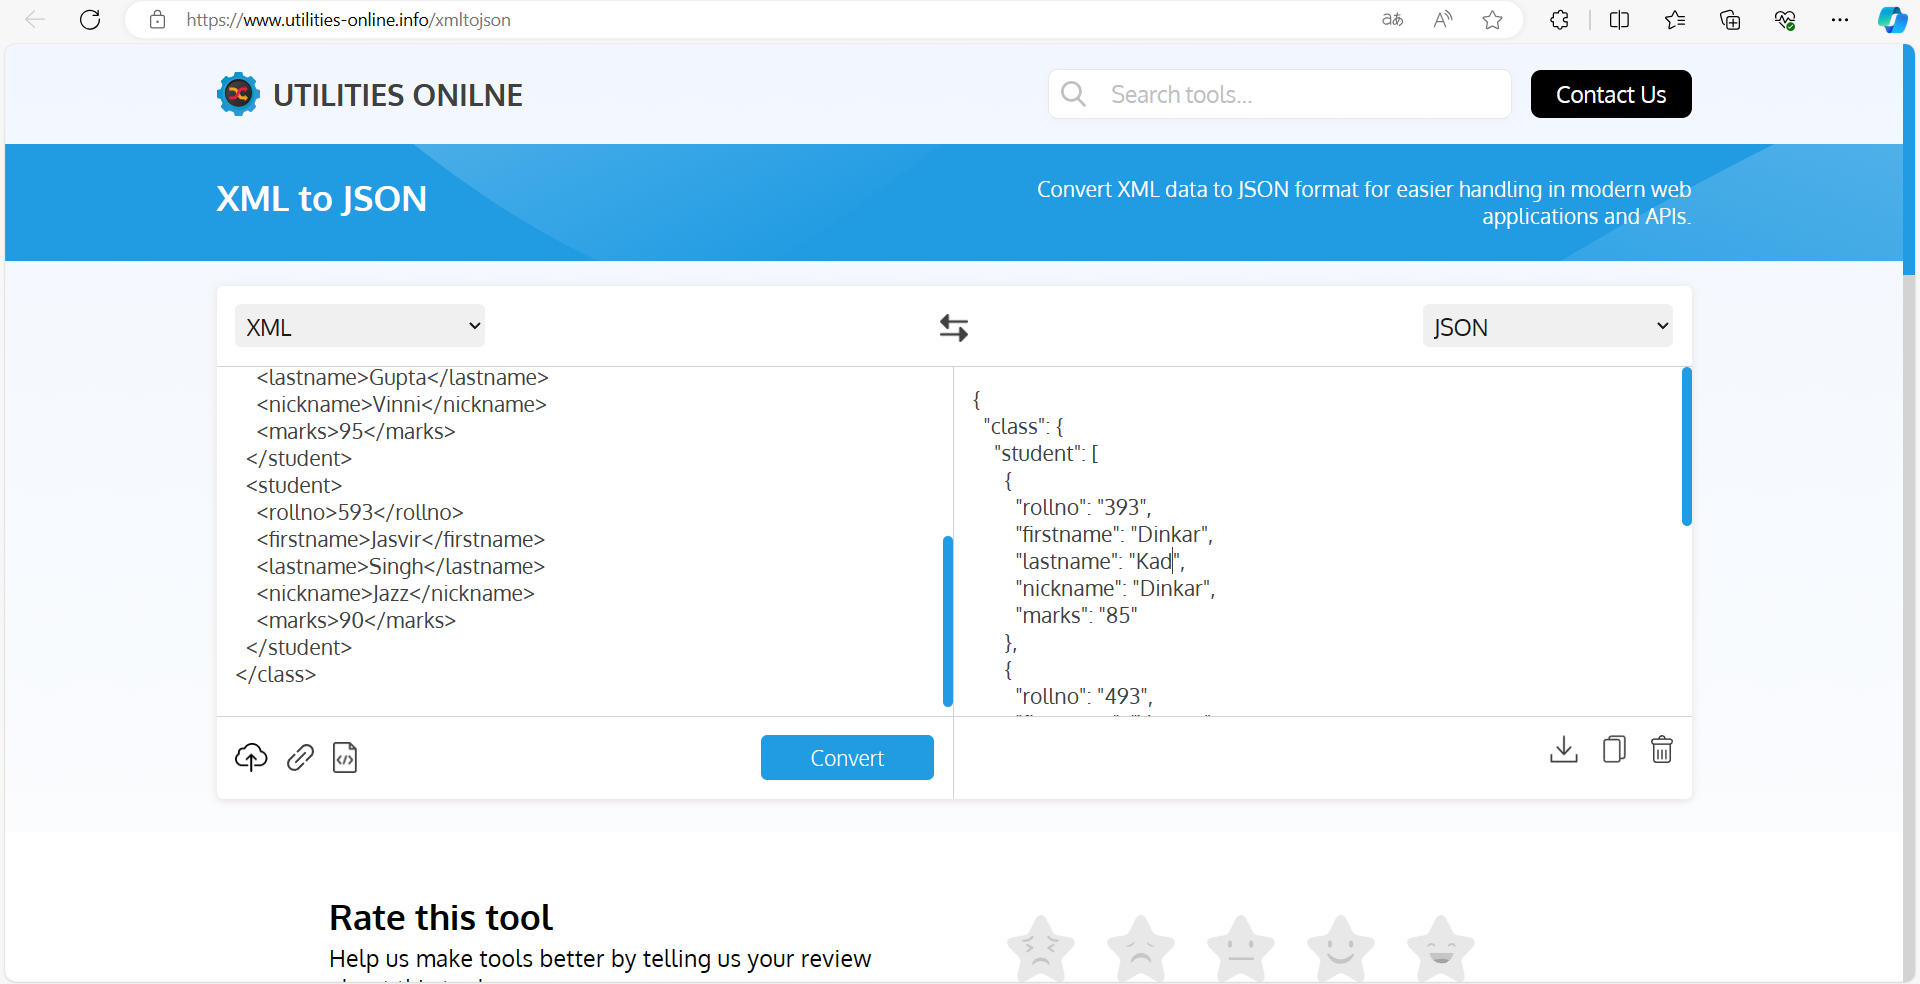 https://www.utilities-online.info/xmltojson
UTILITIES ONILNE
Search tools...
Contact Us
XML to JSON
Convert XML data to JSON format for easier handling in modern web
applications and APIs.
XML
JSON
<lastname>Gupta</lastname>
<nickname>Vinni</nickname>
<marks>95</marks>
</student>
<student>
<rollno>593</rollno>
<firstname>Jasvir</firstname>
<lastname>Singh</lastname>
<nickname>Jazz</nickname>
<marks>90</marks>
</student>
</class>
{
"class": {
"student": [
{
"rollno": "393",
"firstname": "Dinkar",
"lastname": "Kad",
"nickname": "Dinkar",
"marks": "85"
},
{
"rollno": "493",
Convert
Rate this tool
Help us make tools better by telling us your review